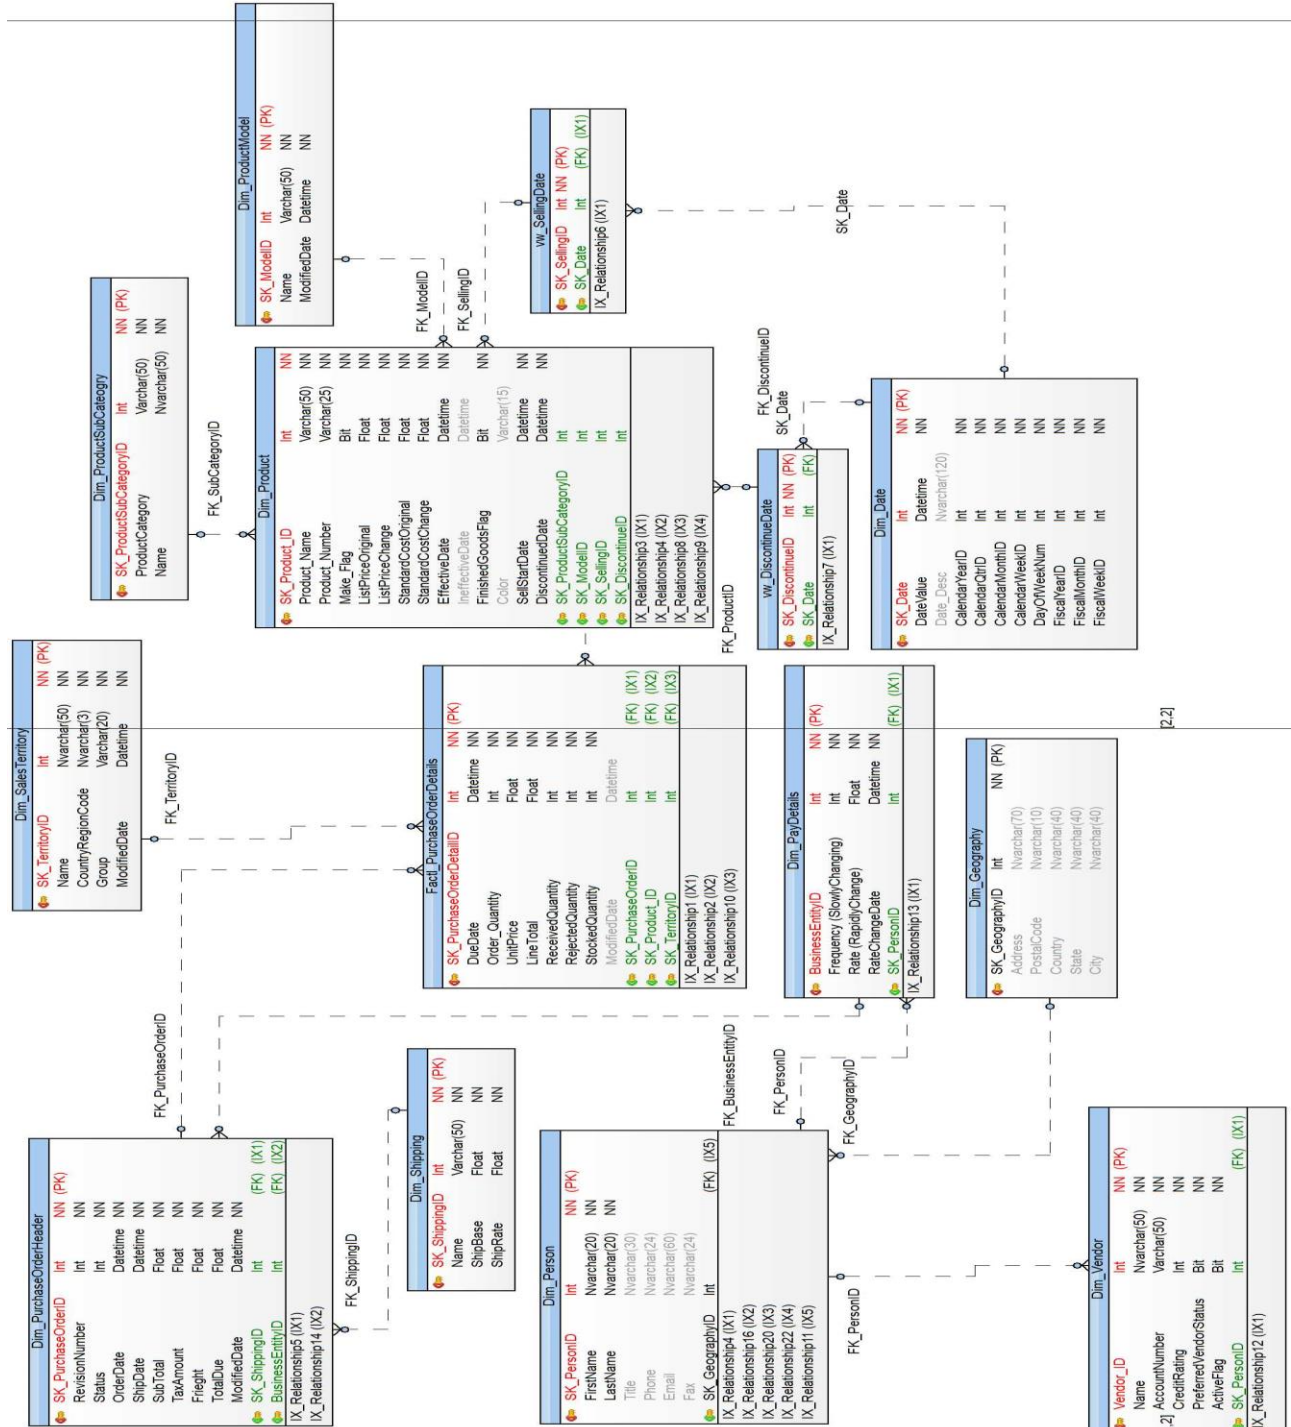 Dim_PurchaseOrderHeader
SK_PurchaseOrderID Int NN (PK)
RevisionNumber Int NN
Status Int NN
OrderDate Datetime NN
ShipDate Datetime NN
SubTotal Float NN
TaxAmount Float NN
Frieght Float NN
TotalDue Float NN
ModifiedDate Datetime NN
SK_ShippingID Int (FK) (IX1)
BusinessEntityID Int (FK) (IX2)
IX_Relationship5 (IX1)
IX_Relationship14 (IX2)
FK_PurchaseOrderID
FK_ShippingID
Dim_SalesTerritory
SK_TerritoryID Int NN (PK)
Name Nvarchar(50) NN
CountryRegionCode Nvarchar(3) NN
Group Varchar(20) NN
ModifiedDate Datetime NN
FK_TerritoryID
Dim_ProductSubCateogry
SK_ProductSubCategoryID Int NN (PK)
ProductCategory Varchar(50) NN
Name Nvarchar(50) NN
FK_SubCategoryID
Dim_ProductModel
SK_ModelID Int NN (PK)
Name Varchar(50) NN
ModifiedDate Datetime NN
FK_ModelID
FK_SellingID
Dim_Shipping
SK_ShippingID Int NN (PK)
Name Varchar(50) NN
ShipBase Float NN
ShipRate Float NN
Factl_PurchaseOrderDetails
SK_PurchaseOrderDetailID Int NN (PK)
DueDate Datetime NN
Order_Quantity Int NN
UnitPrice Float NN
LineTotal Float NN
ReceivedQuantity Int NN
RejectedQuantity Int NN
StockedQuantity Int NN
ModifiedDate Datetime
SK_PurchaseOrderID Int (FK) (IX1)
SK_Product_ID Int (FK) (IX2)
SK_TerritoryID Int (FK) (IX3)
IX_Relationship1 (IX1)
IX_Relationship2 (IX2)
IX_Relationship10 (IX3)
FK_ProductID
Dim_Product
SK_Product_ID Int NN
Product_Name Varchar(50) NN
Product_Number Varchar(25) NN
Make_Flag Bit NN
ListPriceOriginal Float NN
ListPriceChange Float NN
StandardCostOriginal Float NN
StandardCostChange Float NN
EffectiveDate Datetime NN
IneffectiveDate Datetime
FinishedGoodsFlag Bit NN
Color Varchar(15)
SellStartDate Datetime NN
DiscontinuedDate Datetime NN
SK_ProductSubCategoryID Int
SK_ModelID Int
SK_SellingID Int
SK_DiscontinueID Int
IX_Relationship3 (IX1)
IX_Relationship4 (IX2)
IX_Relationship8 (IX3)
IX_Relationship9 (IX4)
vw_SellingDate
SK_SellingID Int NN (PK)
SK_Date Int (FK) (IX1)
IX_Relationship6 (IX1)
SK_Date
FK_DiscontinueID
SK_Date
Dim_Person
SK_PersonID Int NN (PK)
FirstName Nvarchar(20) NN
LastName Nvarchar(20) NN
Title Nvarchar(30)
Phone Nvarchar(24)
Email Nvarchar(60)
Fax Nvarchar(24)
SK_GeographyID Int (FK) (IX5)
IX_Relationship4 (IX1)
IX_Relationship16 (IX2)
IX_Relationship20 (IX3)
IX_Relationship22 (IX4)
IX_Relationship11 (IX5)
FK_BusinessEntityID
FK_PersonID
FK_GeographyID
FK_PersonID
Dim_PayDetails
BusinessEntityID Int NN (PK)
Frequency (SlowlyChanging) Int NN
Rate (RapidlyChange) Float NN
RateChangeDate Datetime NN
SK_PersonID Int (FK) (IX1)
IX_Relationship13 (IX1)
vw_DiscontinueDate
SK_DiscontinueID Int NN (PK)
SK_Date Int (FK)
IX_Relationship7 (IX1)
Dim_Date
SK_Date Int NN (PK)
DateValue Datetime NN
Date_Desc Nvarchar(120)
CalendarYearID Int NN
CalendarQtrID Int NN
CalendarMonthID Int NN
CalendarWeekID Int NN
DayOfWeekNum Int NN
FiscalYearID Int NN
FiscalMonthID Int NN
FiscalWeekID Int NN
Dim_Geography
SK_GeographyID Int NN (PK)
Address Nvarchar(70)
PostalCode Nvarchar(10)
Country Nvarchar(40)
State Nvarchar(40)
City Nvarchar(40)
Dim_Vendor
Vendor_ID Int NN (PK)
Name Nvarchar(50) NN
AccountNumber Varchar(50) NN
CreditRating Int NN
PreferredVendorStatus Bit NN
ActiveFlag Bit NN
SK_PersonID Int (FK) (IX1)
IX_Relationship12 (IX1)
,2]
[2,2]